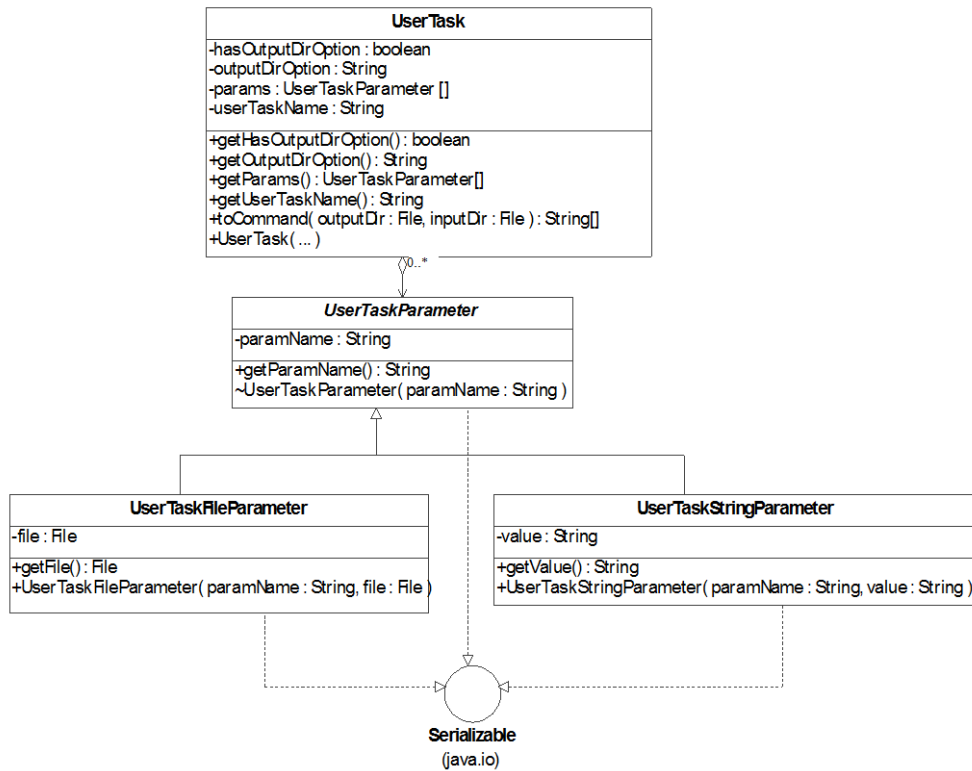 UserTask
-hasOutputDirOption : boolean
-outputDirOption : String
-params : UserTaskParameter []
-userTaskName : String
+getHasOutputDirOption() : boolean
+getOutputDirOption() : String
+getParams() : UserTaskParameter[]
+getUserTaskName() : String
+toCommand( outputDir : File, inputDir : File ) : String[]
+UserTask( ... )
0..*
UserTaskParameter
-paramName : String
+getParamName() : String
~UserTaskParameter( paramName : String )
UserTaskFileParameter
-file : File
+getFile() : File
+UserTaskFileParameter( paramName : String, file : File )
UserTaskStringParameter
-value : String
+getValue() : String
+UserTaskStringParameter( paramName : String, value : String )
Serializable
(java.io)